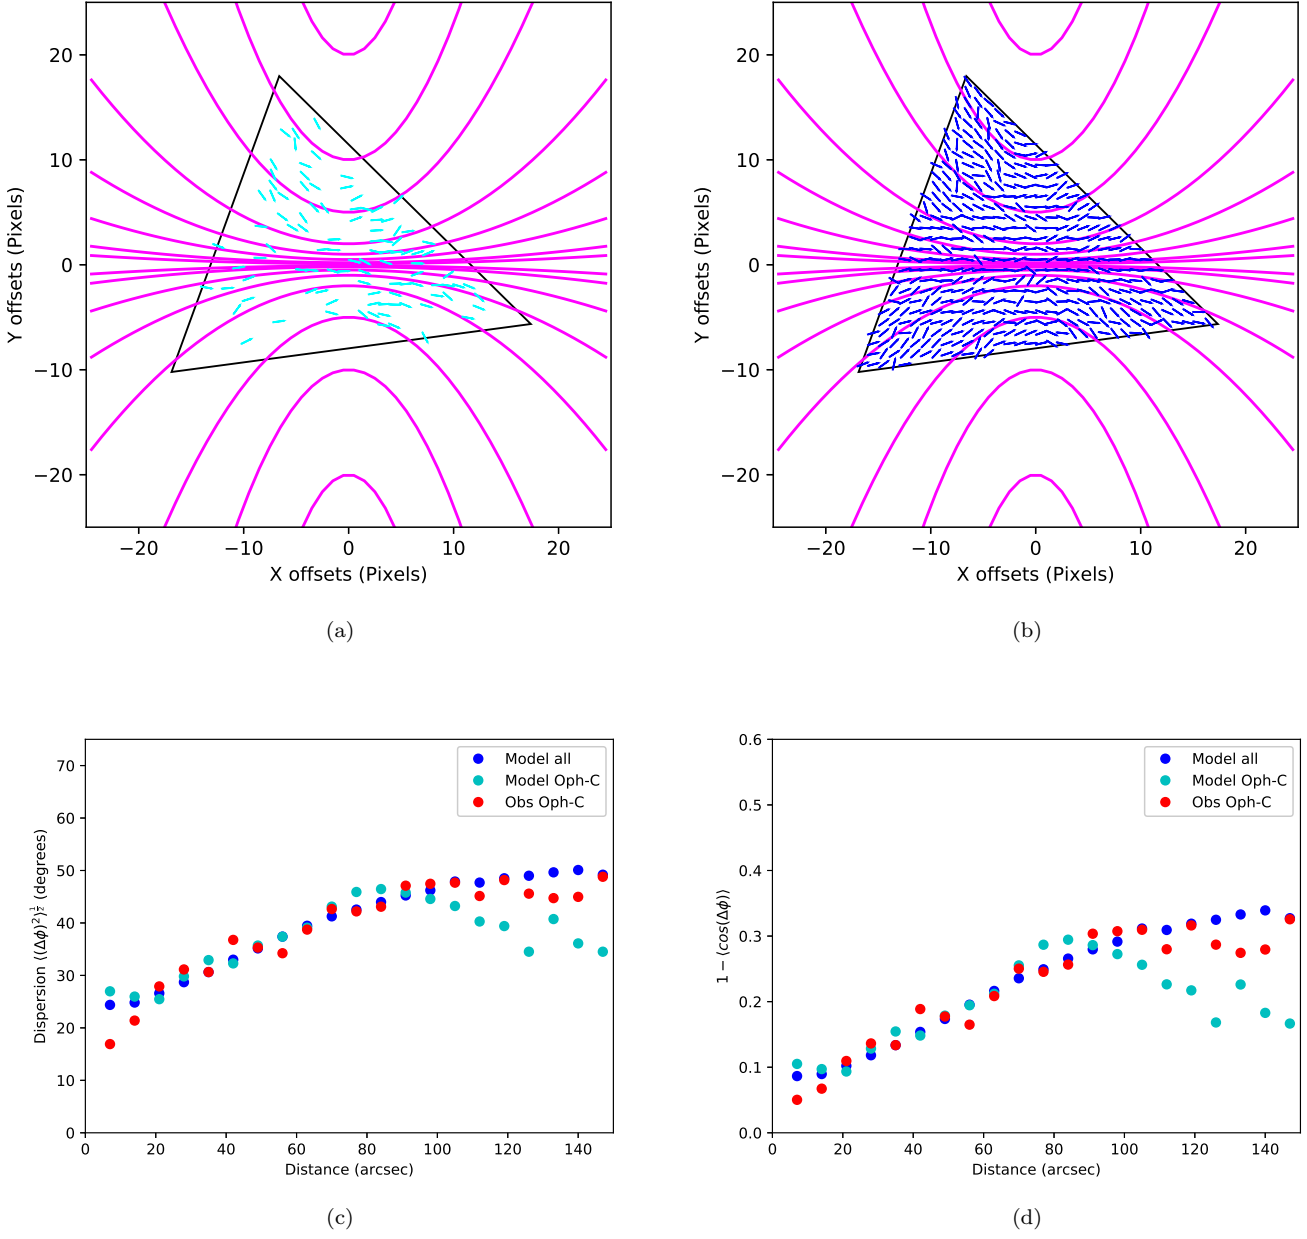 20
10
0
−10
−20
Y offsets (Pixels)
−20 −10 0 10 20
X offsets (Pixels)
(a)
20
10
0
−10
−20
Y offsets (Pixels)
−20 −10 0 10 20
X offsets (Pixels)
(b)
70
60
50
40
30
20
10
0
Dispersion ⟨(Δϕ)²⟩^½ (degrees)
Model all
Model Oph-C
Obs Oph-C
0 20 40 60 80 100 120 140
Distance (arcsec)
(c)
0.6
0.5
0.4
0.3
0.2
0.1
0.0
1 − ⟨cos(Δϕ)⟩
Model all
Model Oph-C
Obs Oph-C
0 20 40 60 80 100 120 140
Distance (arcsec)
(d)